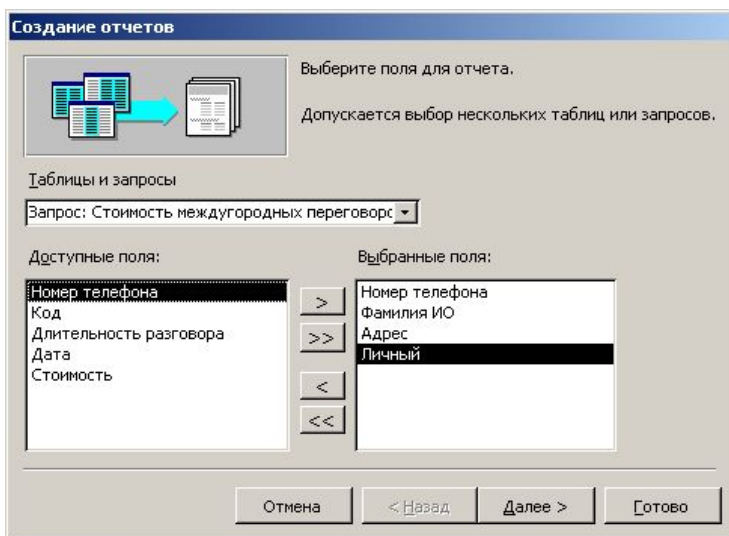 Создание отчетов
Выберите поля для отчета.
Допускается выбор нескольких таблиц или запросов.
Таблицы и запросы
Запрос: Стоимость междугородных переговорс
Доступные поля:
Выбранные поля:
Номер телефона
Код
Длительность разговора
Дата
Стоимость
>
>>
<
<<
Номер телефона
Фамилия ИО
Адрес
Личный
Отмена
< Назад
Далее >
Готово